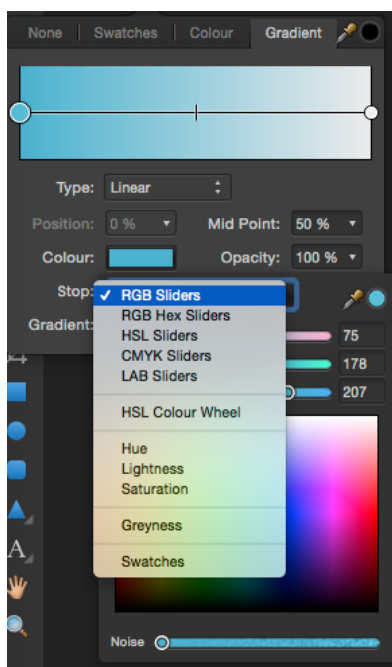 None Swatches Colour Gradient
Type: Linear
Position: 0 % Mid Point: 50 %
Colour: Opacity: 100 %
Stop:
Gradient:
✓ RGB Sliders
RGB Hex Sliders
HSL Sliders
75
CMYK Sliders
178
LAB Sliders
207
HSL Colour Wheel
Hue
Lightness
Saturation
Greyness
Swatches
A
Noise